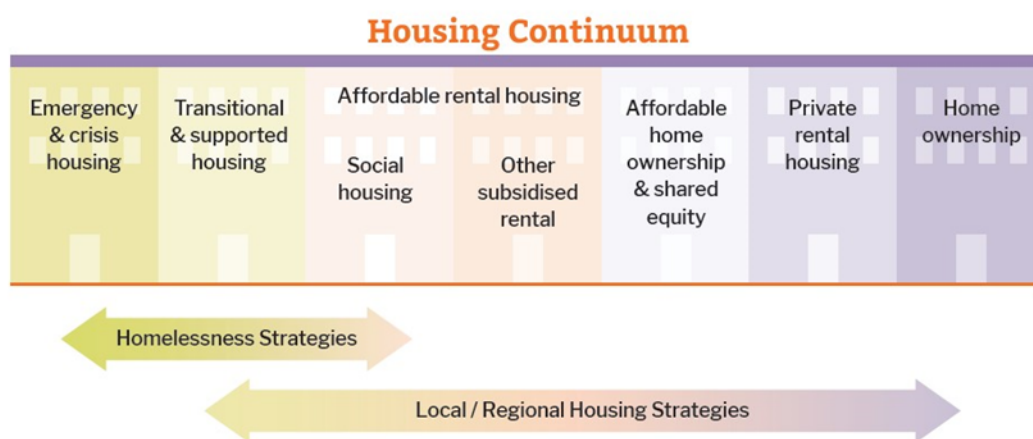 Housing Continuum
Emergency
& crisis
housing
Transitional
& supported
housing
Affordable rental housing
Social
housing
Other
subsidised
rental
Affordable
home
ownership
& shared
equity
Private
rental
housing
Home
ownership
Homelessness Strategies
Local / Regional Housing Strategies